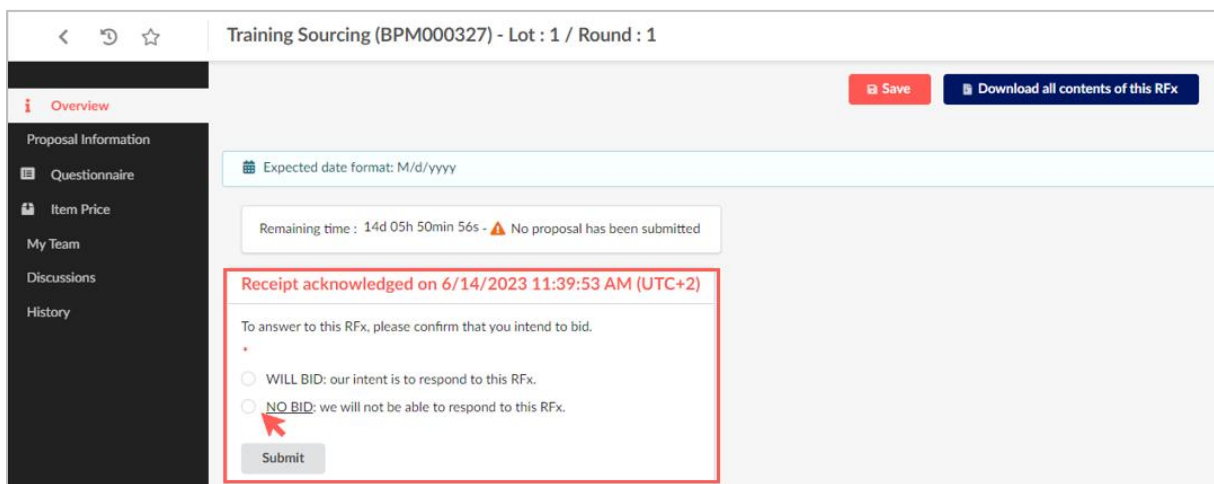 Training Sourcing (BPM000327) - Lot : 1 / Round : 1
Save
Download all contents of this RFx
Overview
Proposal Information
Questionnaire
Item Price
My Team
Discussions
History
Expected date format: M/d/yyyy
Remaining time : 14d 05h 50min 56s - No proposal has been submitted
Receipt acknowledged on 6/14/2023 11:39:53 AM (UTC+2)
To answer to this RFx, please confirm that you intend to bid.
*
WILL BID: our intent is to respond to this RFx.
NO BID: we will not be able to respond to this RFx.
Submit